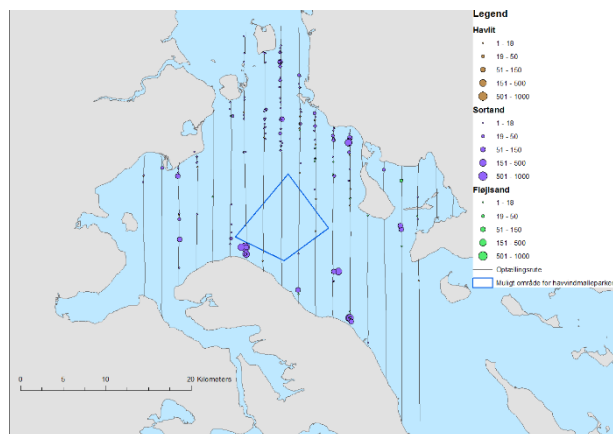 Legend
Havlit
1 - 18
19 - 50
51 - 150
151 - 500
501 - 1000
Sortand
1 - 18
19 - 50
51 - 150
151 - 500
501 - 1000
Fløjlsand
1 - 18
19 - 50
51 - 150
151 - 500
501 - 1000
Optællingsrute
Muligt område for havvindmølleparker
0 5 10 20 Kilometers